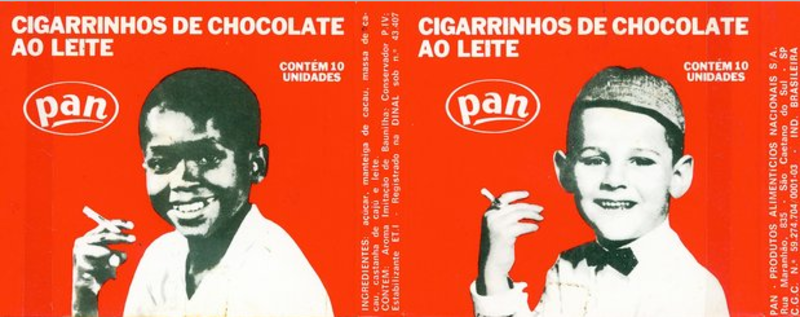 CIGARRINHOS DE CHOCOLATE
AO LEITE
CONTÉM 10
UNIDADES
pan
INGREDIENTES: açúcar, manteiga de cacau, massa de ca-
cau, castanha de cajú e leite.
CONTÉM: Aroma Imitação de Baunilha: Conservador P.IV:
Estabilizante ET.I - Registrado na DINAL sob n.º 43 407
CIGARRINHOS DE CHOCOLATE
AO LEITE
CONTÉM 10
UNIDADES
pan
PAN - PRODUTOS ALIMENTICIOS NACIONAIS S/A.
Rua Maranhão, 835 - São Caetano do Sul - SP
C.G.C. N.º 59.274.704/0001-03 - IND BRASILEIRA